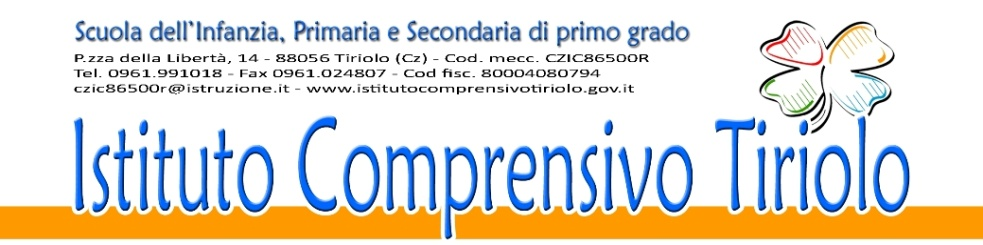 Scuola dell'Infanzia, Primaria e Secondaria di primo grado
P.zza della Libertà, 14 - 88056 Tiriolo (Cz) - Cod. mecc. CZIC86500R
Tel. 0961.991018 - Fax 0961.024807 - Cod fisc. 80004080794
czic86500r@istruzione.it - www.istitutocomprensivotiriolo.gov.it
Istituto Comprensivo Tiriolo